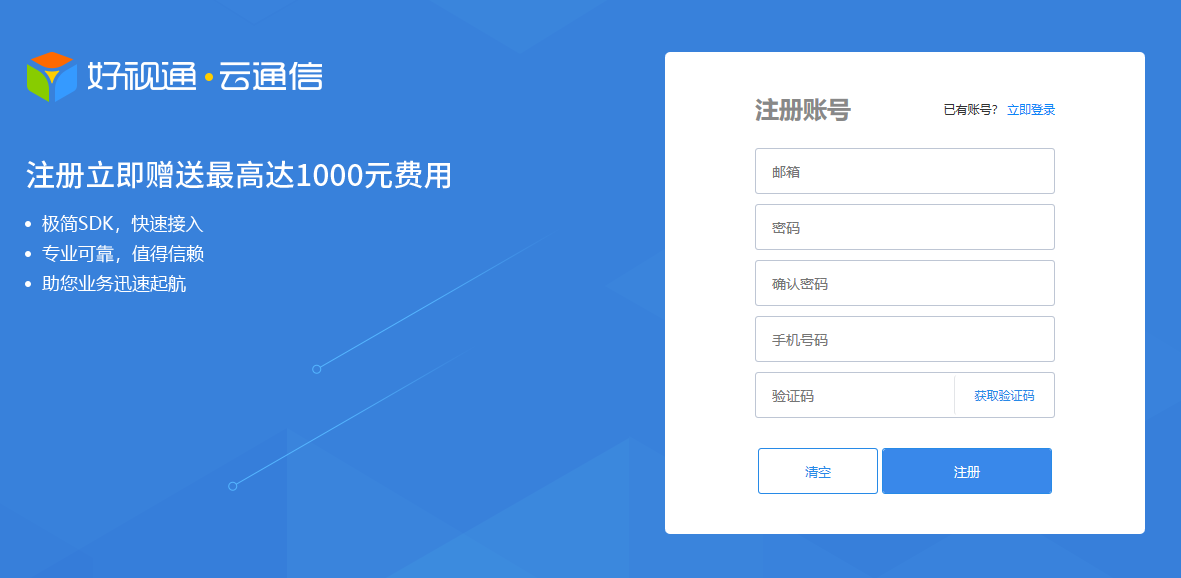 好视通·云通信
注册立即赠送最高达1000元费用
极简SDK，快速接入
专业可靠，值得信赖
助您业务迅速起航
注册账号
已有账号？ 立即登录
邮箱
密码
确认密码
手机号码
验证码 获取验证码
清空 注册